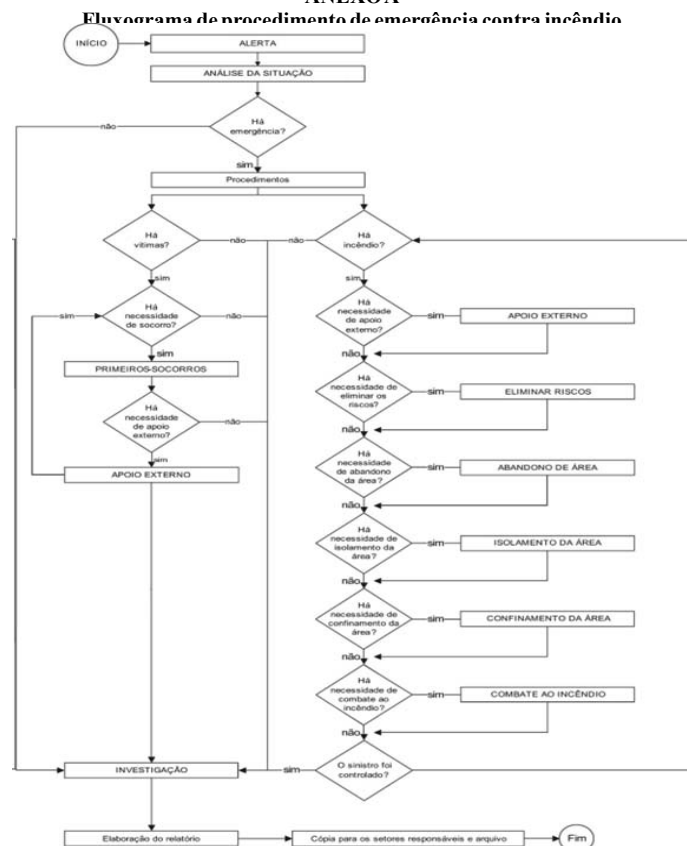 ANEXO A
Fluxograma de procedimento de emergência contra incêndio
INÍCIO
ALERTA
ANÁLISE DA SITUAÇÃO
Há
emergência?
não
sim
Procedimentos
Há
vítimas?
não
não
Há
incêndio?
sim
sim
Há
necessidade
de socorro?
sim
não
Há
necessidade
de apoio
externo?
sim
APOIO EXTERNO
sim
não
PRIMEIROS-SOCORROS
Há
necessidade de
eliminar os
riscos?
sim
ELIMINAR RISCOS
Há
necessidade
de apoio
externo?
não
não
sim
APOIO EXTERNO
Há
necessidade
de abandono
da área?
sim
ABANDONO DE ÁREA
não
Há
necessidade de
isolamento da
área?
sim
ISOLAMENTO DA ÁREA
não
Há
necessidade de
confinamento da
área?
sim
CONFINAMENTO DA ÁREA
não
Há
necessidade de
combate ao
incêndio?
sim
COMBATE AO INCÊNDIO
não
O sinistro foi
controlado?
sim
INVESTIGAÇÃO
Elaboração do relatório
Cópia para os setores responsáveis e arquivo
Fim